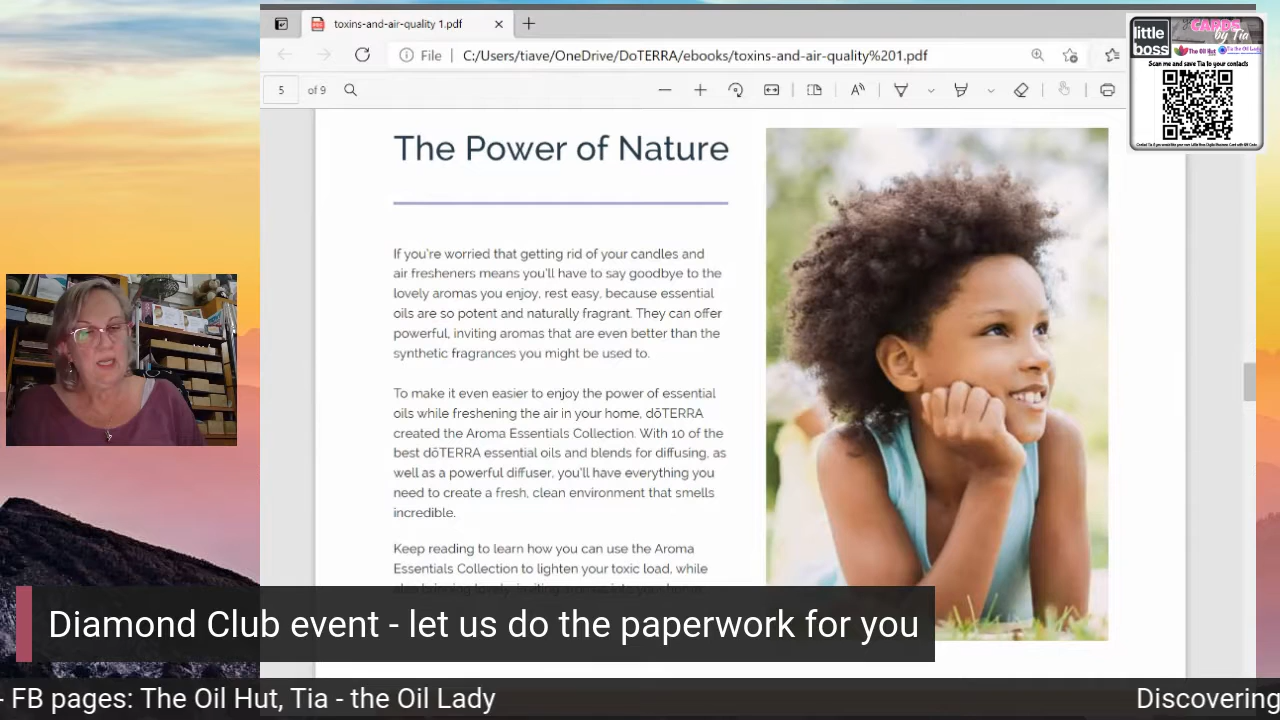 toxins-and-air-quality 1.pdf
File
C:/Users/tiave/OneDrive/DoTERRA/ebooks/toxins-and-air-quality%201.pdf
5 of 9
little boss
CARDS
by Tia
The Oil Hut
Tia the Oil Lady
Scan me and save Tia to your contacts
The Power of Nature
If you're worried that getting rid of your candles and
air fresheners means you'll have to say goodbye to the
lovely aromas you enjoy, rest easy, because essential
oils are so potent and naturally fragrant. They can offer
powerful, inviting aromas that are even better than the
synthetic fragrances you might be used to.
To make it even easier to enjoy the power of essential
oils while freshening the air in your home, dōTERRA
created the Aroma Essentials Collection. With 10 of the
best dōTERRA essential oils and blends for diffusing, as
well as a powerful diffuser, you'll have everything you
need to create a fresh, clean environment that smells
incredible.
Keep reading to learn how you can use the Aroma
Essentials Collection to lighten your toxic load, while
Diamond Club event - let us do the paperwork for you
- FB pages: The Oil Hut, Tia - the Oil Lady
Discovering